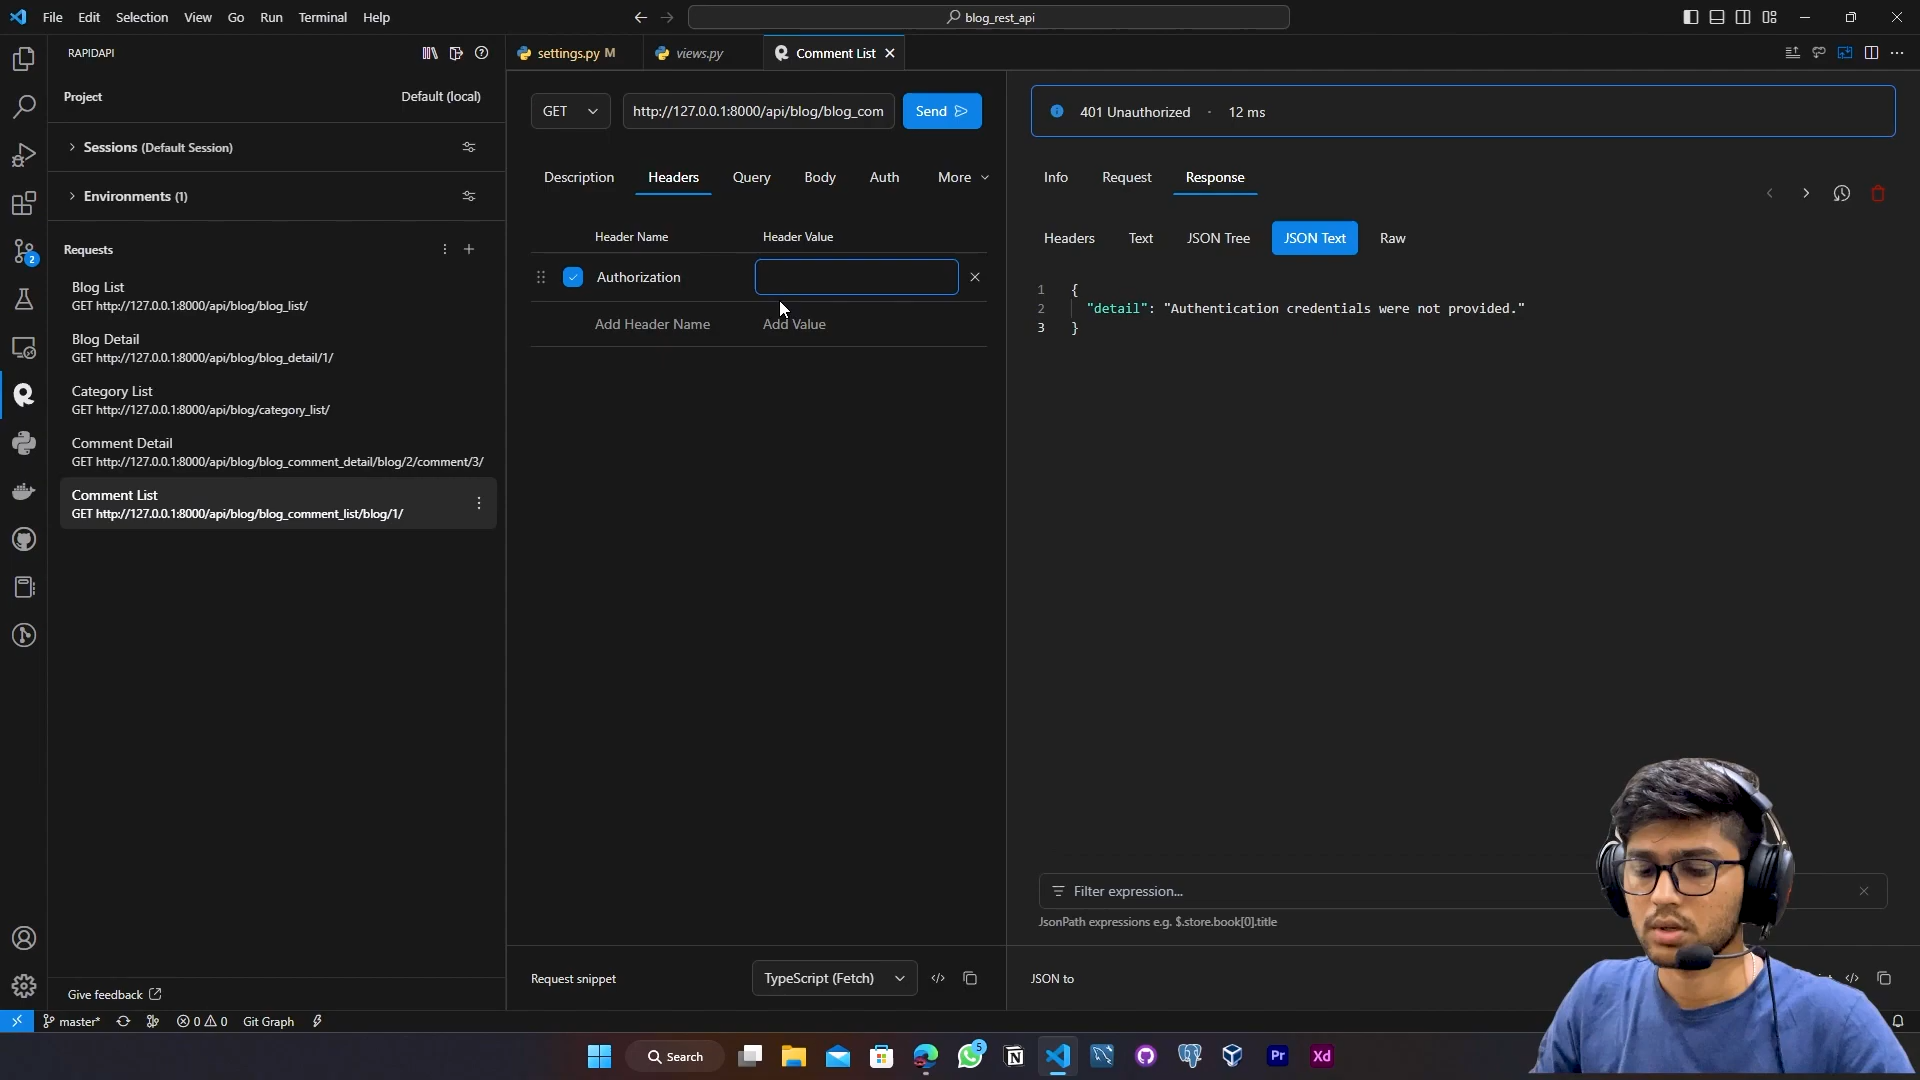 File Edit Selection View Go Run Terminal Help
blog_rest_api
RAPIDAPI
Project
Default (local)
Sessions (Default Session)
Environments (1)
Requests
Blog List
GET http://127.0.0.1:8000/api/blog/blog_list/
Blog Detail
GET http://127.0.0.1:8000/api/blog/blog_detail/1/
Category List
GET http://127.0.0.1:8000/api/blog/category_list/
Comment Detail
GET http://127.0.0.1:8000/api/blog/blog_comment_detail/blog/2/comment/3/
Comment List
GET http://127.0.0.1:8000/api/blog/blog_comment_list/blog/1/
2
Give feedback
settings.py M
views.py
Comment List
GET
http://127.0.0.1:8000/api/blog/blog_com
Send
Description Headers Query Body Auth More
Header Name Header Value
Authorization
Add Header Name Add Value
Request snippet
TypeScript (Fetch)
401 Unauthorized · 12 ms
Info Request Response
Headers Text JSON Tree JSON Text Raw
1 {
2 "detail": "Authentication credentials were not provided."
3 }
Filter expression...
JsonPath expressions e.g. $.store.book[0].title
JSON to
master*
0 0
Git Graph
Search
5
Pr
Xd